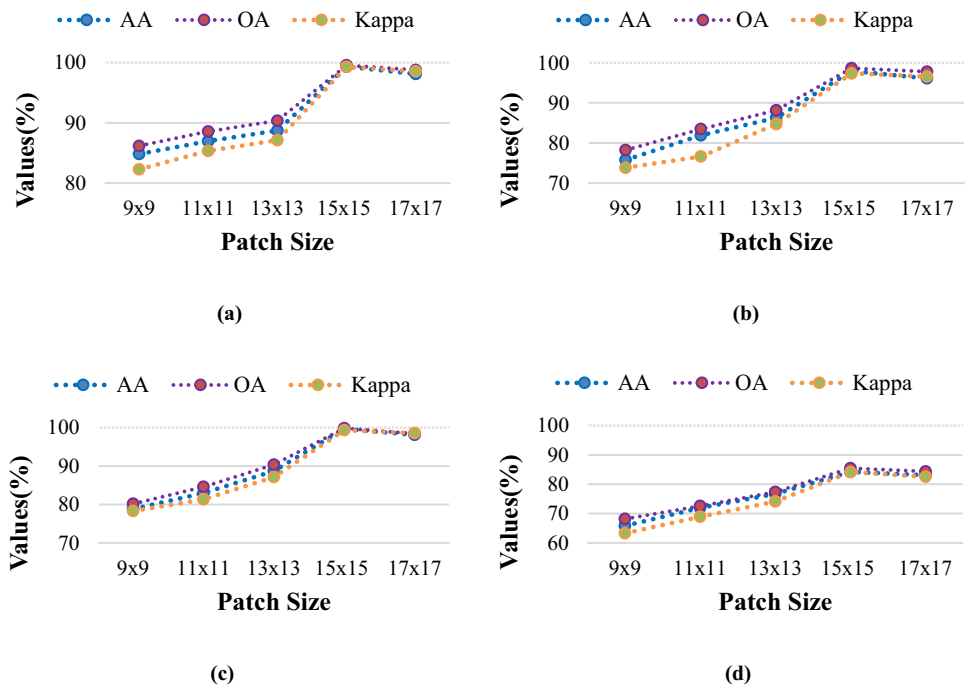 AA OA Kappa
100
90
80
Values(%)
9x9 11x11 13x13 15x15 17x17
Patch Size
(a)
AA OA Kappa
100
90
80
70
Values(%)
9x9 11x11 13x13 15x15 17x17
Patch Size
(b)
AA OA Kappa
100
90
80
70
Values(%)
9x9 11x11 13x13 15x15 17x17
Patch Size
(c)
AA OA Kappa
100
90
80
70
60
Values(%)
9x9 11x11 13x13 15x15 17x17
Patch Size
(d)